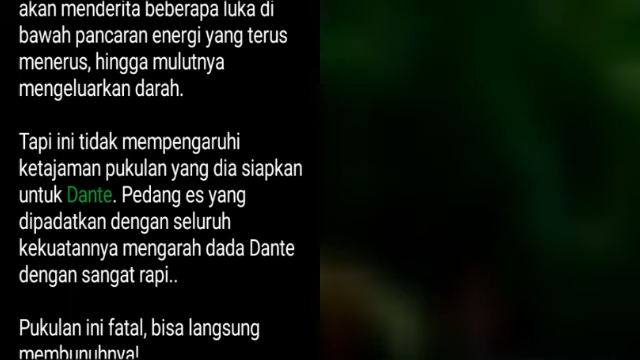 akan menderita beberapa luka di
bawah pancaran energi yang terus
menerus, hingga mulutnya
mengeluarkan darah.
Tapi ini tidak mempengaruhi
ketajaman pukulan yang dia siapkan
untuk Dante. Pedang es yang
dipadatkan dengan seluruh
kekuatannya mengarah dada Dante
dengan sangat rapi..
Pukulan ini fatal, bisa langsung
membunuhnya!